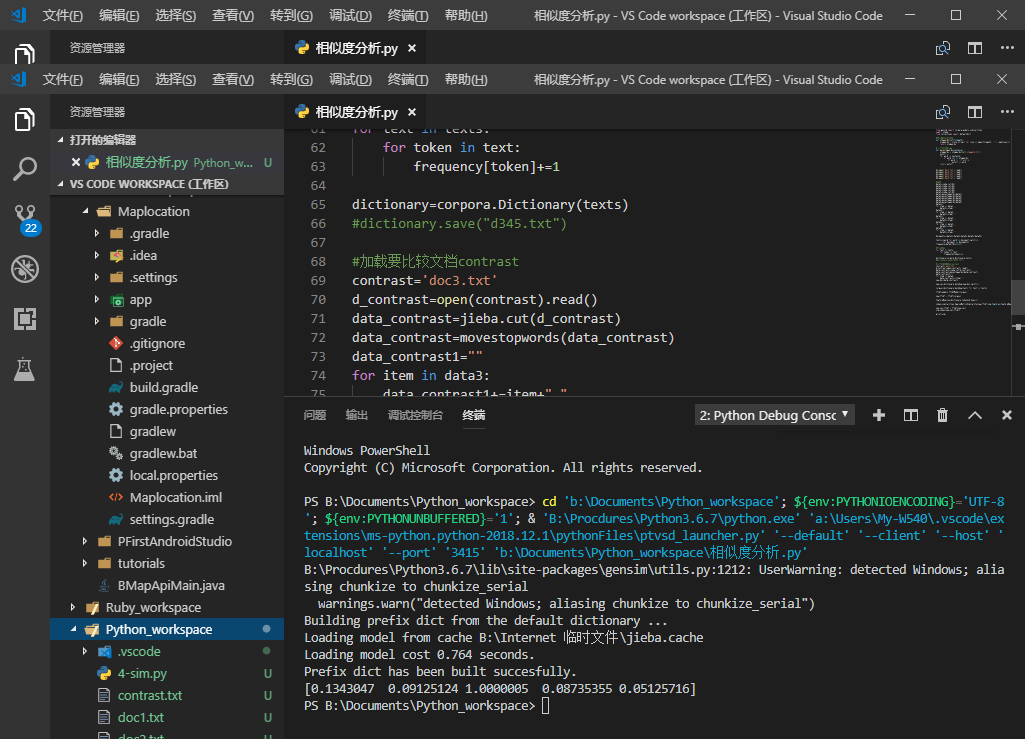 文件(F) 编辑(E) 选择(S) 查看(V) 转到(G) 调试(D) 终端(T) 帮助(H) 相似度分析.py - VS Code workspace (工作区) - Visual Studio Code
资源管理器 相似度分析.py
文件(F) 编辑(E) 选择(S) 查看(V) 转到(G) 调试(D) 终端(T) 帮助(H) 相似度分析.py - VS Code workspace (工作区) - Visual Studio Code
资源管理器
打开的编辑器
相似度分析.py Python_w... U
VS CODE WORKSPACE (工作区)
22
Maplocation
.gradle
.idea
.settings
app
gradle
.gitignore
.project
build.gradle
gradle.properties
gradlew
gradlew.bat
local.properties
Maplocation.iml
settings.gradle
PFirstAndroidStudio
tutorials
BMapApiMain.java
Ruby_workspace
Python_workspace
.vscode
4-sim.py U
contrast.txt U
doc1.txt U
doc2.txt U
相似度分析.py
61 for text in texts:
62 for token in text:
63 frequency[token]+=1
64
65 dictionary=corpora.Dictionary(texts)
66 #dictionary.save("d345.txt")
67
68 #加载要比较文档contrast
69 contrast='doc3.txt'
70 d_contrast=open(contrast).read()
71 data_contrast=jieba.cut(d_contrast)
72 data_contrast=movestopwords(data_contrast)
73 data_contrast1=""
74 for item in data3:
75 data_contrast1+=item+" "
问题 输出 调试控制台 终端 2: Python Debug Consc
Windows PowerShell
Copyright (C) Microsoft Corporation. All rights reserved.
PS B:\Documents\Python_workspace> cd 'b:\Documents\Python_workspace'; ${env:PYTHONIOENCODING}='UTF-8
'; ${env:PYTHONUNBUFFERED}='1'; & 'B:\Procdures\Python3.6.7\python.exe' 'a:\Users\My-W540\.vscode\ex
tensions\ms-python.python-2018.12.1\pythonFiles\ptvsd_launcher.py' '--default' '--client' '--host' '
localhost' '--port' '3415' 'b:\Documents\Python_workspace\相似度分析.py'
B:\Procdures\Python3.6.7\lib\site-packages\gensim\utils.py:1212: UserWarning: detected Windows; alia
sing chunkize to chunkize_serial
warnings.warn("detected Windows; aliasing chunkize to chunkize_serial")
Building prefix dict from the default dictionary ...
Loading model from cache B:\Internet 临时文件\jieba.cache
Loading model cost 0.764 seconds.
Prefix dict has been built succesfully.
[0.1343047 0.09125124 1.0000005 0.08735355 0.05125716]
PS B:\Documents\Python_workspace>